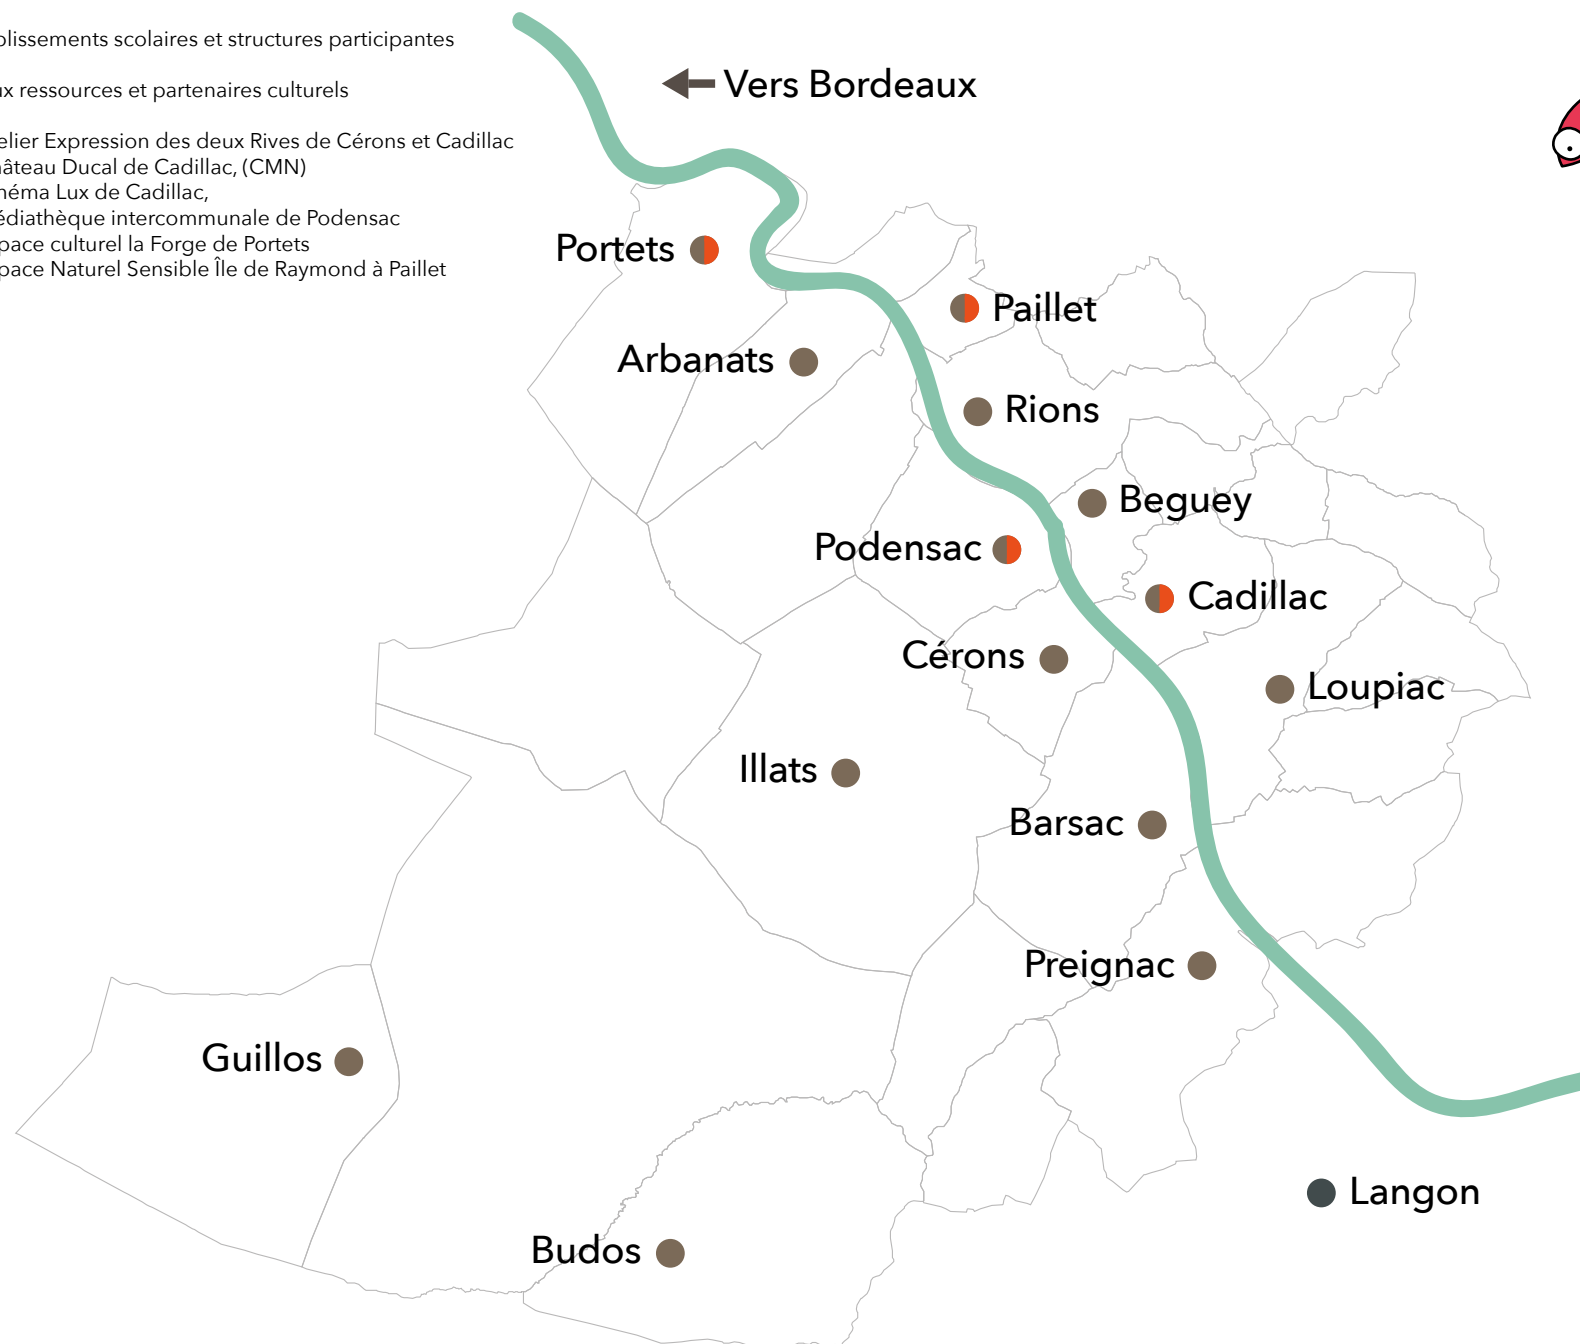 blissements scolaires et structures participantes
ux ressources et partenaires culturels
elier Expression des deux Rives de Cérons et Cadillac
hâteau Ducal de Cadillac, (CMN)
néma Lux de Cadillac,
édiathèque intercommunale de Podensac
pace culturel la Forge de Portets
pace Naturel Sensible Île de Raymond à Paillet
Vers Bordeaux
Portets
Paillet
Arbanats
Rions
Beguey
Podensac
Cadillac
Cérons
Loupiac
Illats
Barsac
Preignac
Guillos
Langon
Budos